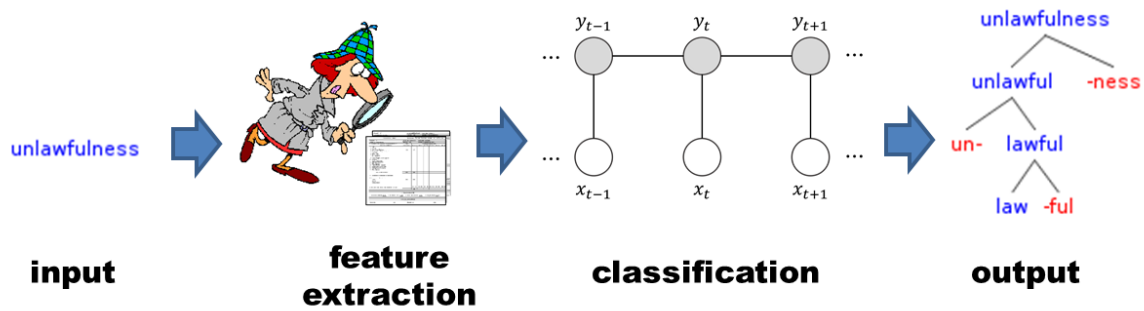 unlawfulness
input
feature
extraction
y_{t−1} y_t y_{t+1}
... ...
... ...
x_{t−1} x_t x_{t+1}
classification
unlawfulness
unlawful -ness
un- lawful
law -ful
output